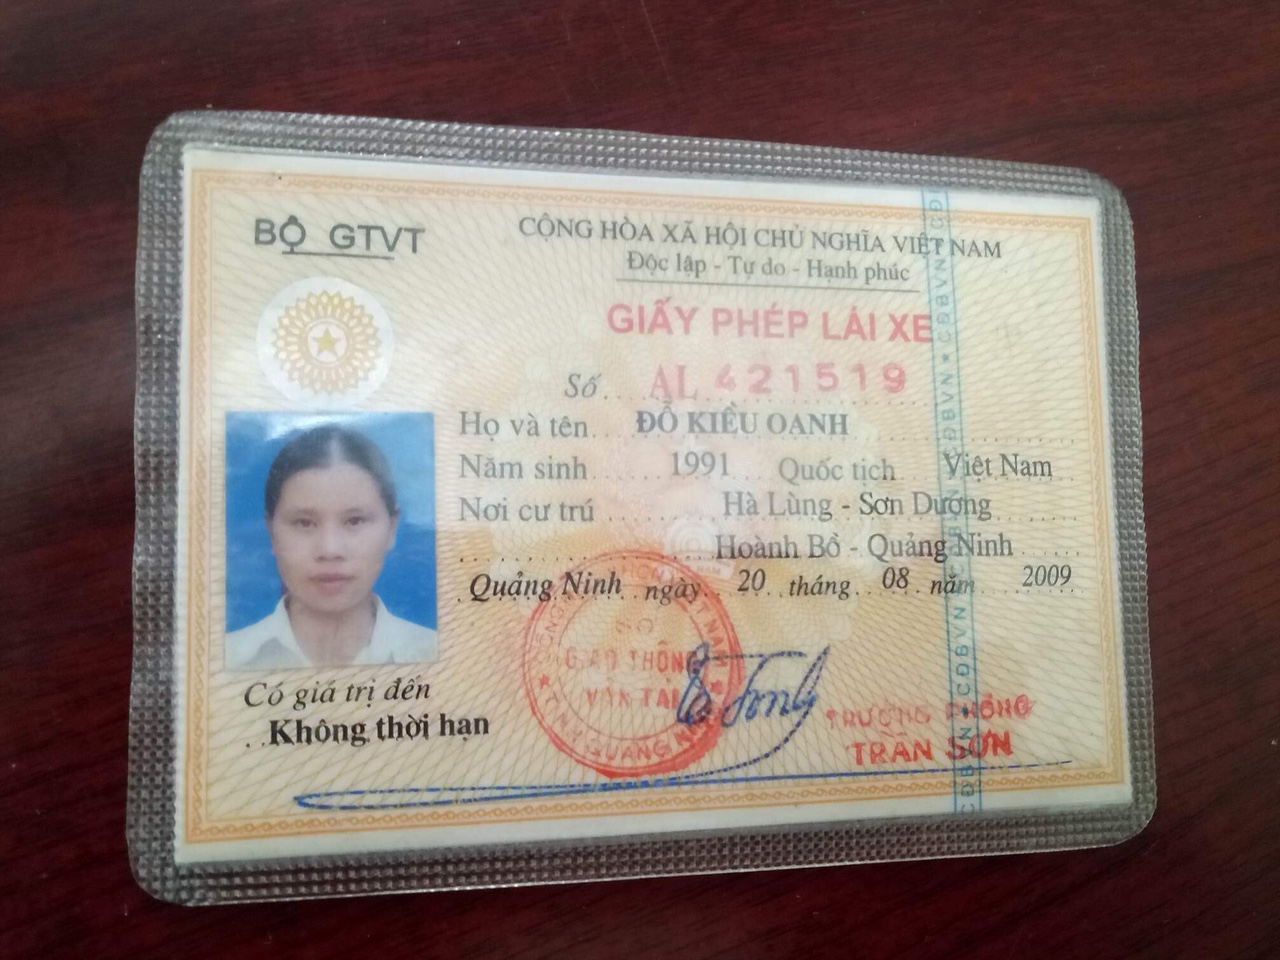 BỘ GTVT
CỘNG HÒA XÃ HỘI CHỦ NGHĨA VIỆT NAM
Độc lập - Tự do - Hạnh phúc
GIẤY PHÉP LÁI XE
Số AL 421519
Họ và tên ĐỖ KIỀU OANH
Năm sinh 1991 Quốc tịch Việt Nam
Nơi cư trú Hà Lùng - Sơn Dương
Hoành Bồ - Quảng Ninh
Quảng Ninh ngày 20 tháng 08 năm 2009
Có giá trị đến
Không thời hạn
SỞ
GIAO THÔNG
VẬN TẢI
TỈNH QUẢNG NINH
TRƯỞNG PHÒNG
TRẦN SƠN
CĐBVN * CĐBVN * CĐBVN